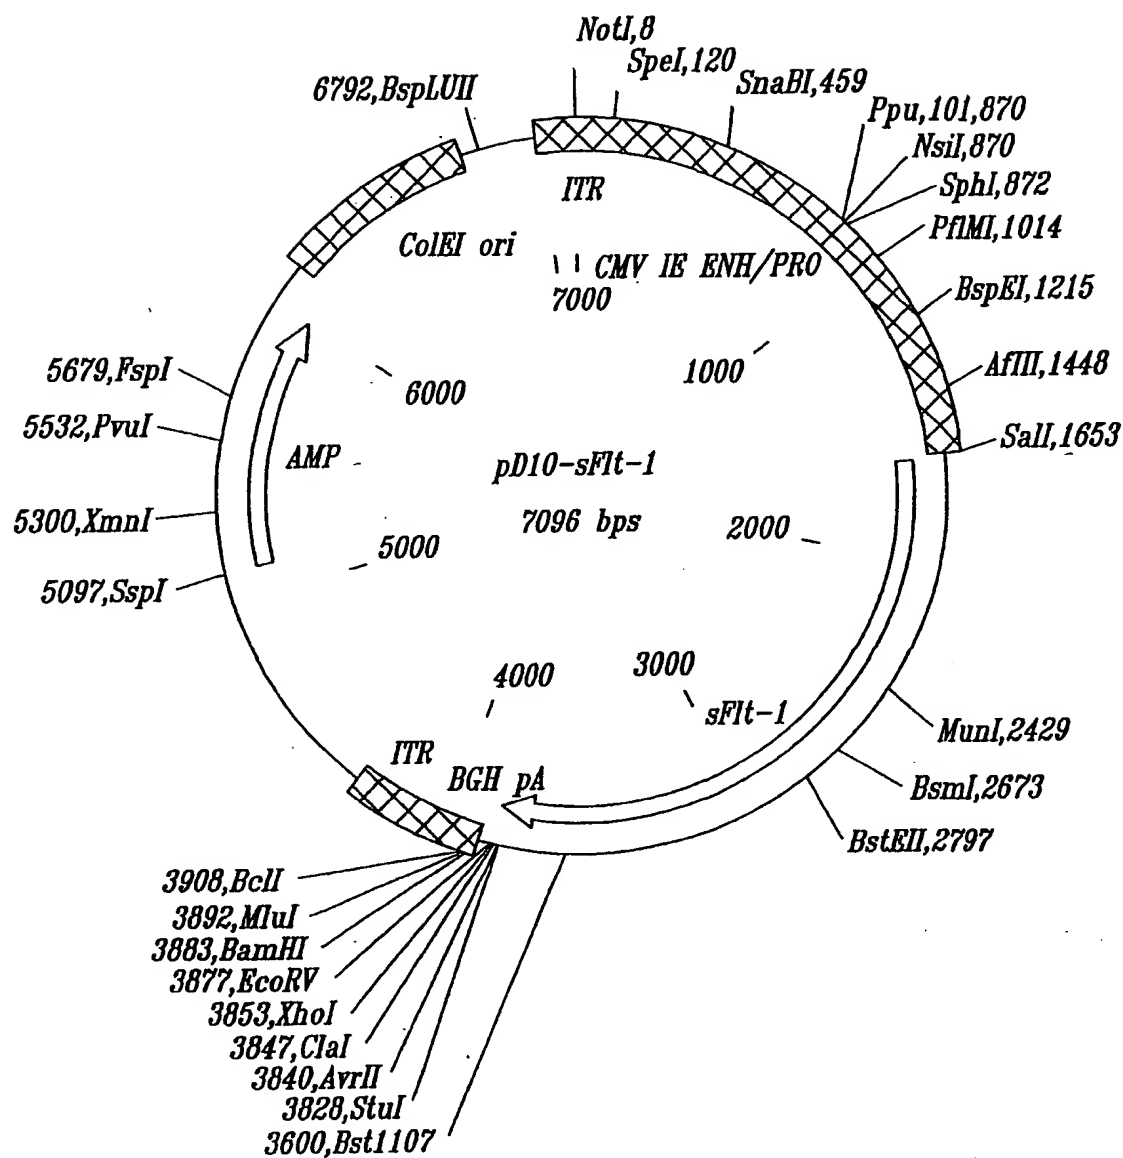 NotI,8
SpeI,120
SnaBI,459
6792,BspLUII
Ppu,101,870
NsiI,870
SphI,872
PflMI,1014
BspEI,1215
AflII,1448
SalI,1653
ITR
ColEI ori
CMV IE ENH/PRO
7000
1000
6000
5679,FspI
5532,PvuI
AMP
pD10-sFlt-1
7096 bps
5300,XmnI
5000
2000
5097,SspI
4000
3000
sFlt-1
MunI,2429
BsmI,2673
BstEII,2797
ITR
BGH pA
3908,BclI
3892,MluI
3883,BamHI
3877,EcoRV
3853,XhoI
3847,ClaI
3840,AvrII
3828,StuI
3600,Bst1107